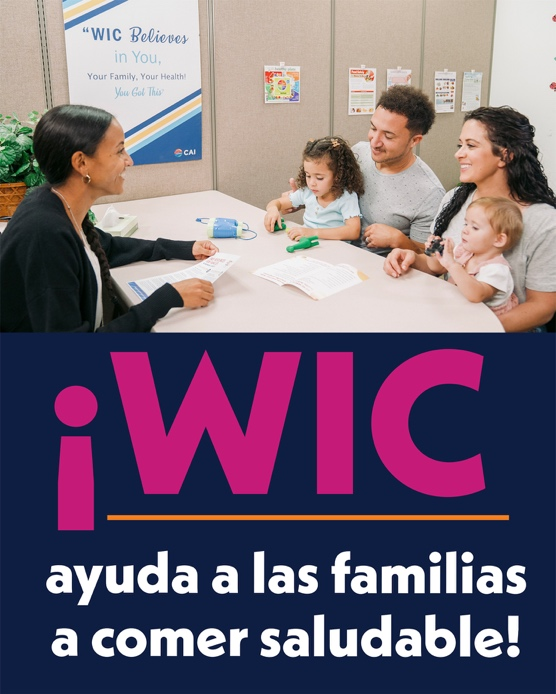 “WIC Believes
in You,
Your Family, Your Health!
You Got This
CAI
¡WIC
ayuda a las familias
a comer saludable!